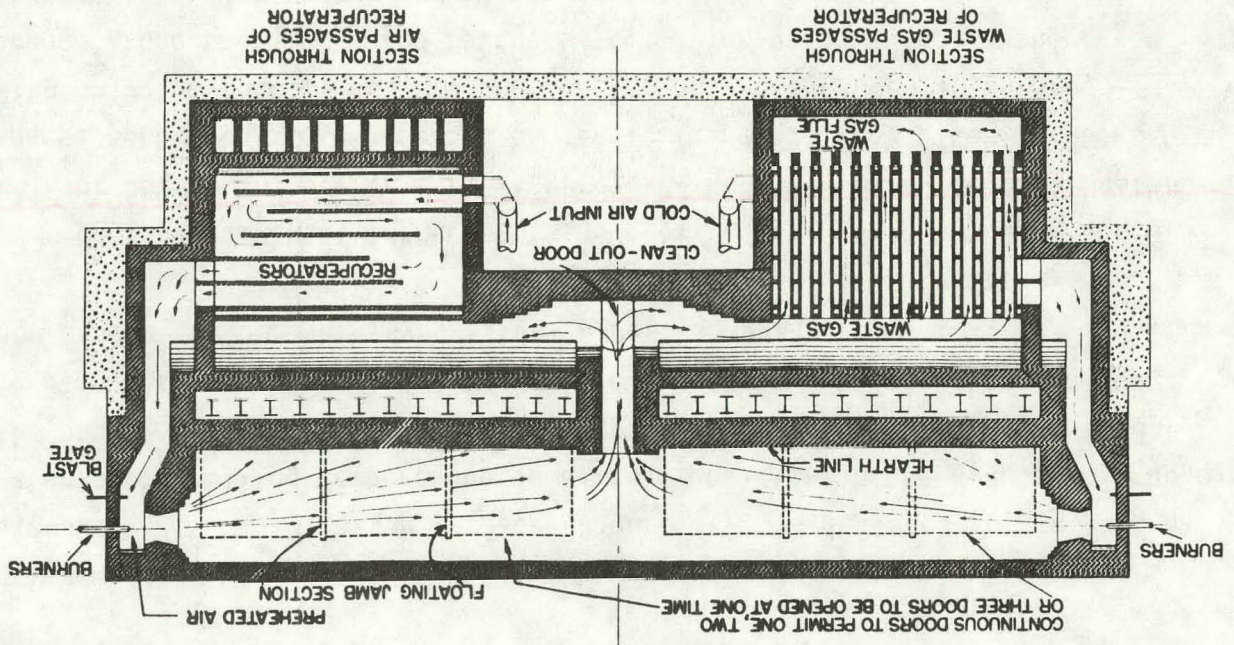 CONTINUOUS DOORS TO PERMIT ONE, TWO
OR THREE DOORS TO BE OPENED AT ONE TIME
FLOATING JAMB SECTION
PREHEATED AIR
BURNERS
BURNERS
BLAST
GATE
HEARTH LINE
WASTE GAS
RECUPERATORS
CLEAN-OUT DOOR
COLD AIR INPUT
WASTE
GAS FLUE
SECTION THROUGH
WASTE GAS PASSAGES
OF RECUPERATOR
SECTION THROUGH
AIR PASSAGES OF
RECUPERATOR